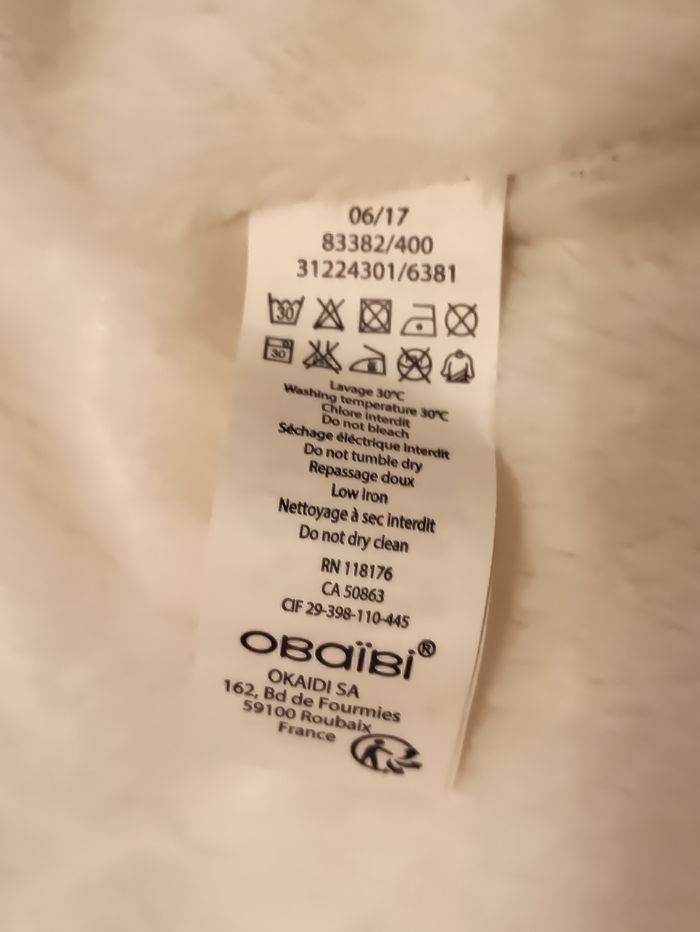 06/17
83382/400
31224301/6381
30
30
Lavage 30°C
Washing temperature 30°C
Chlore interdit
Do not bleach
Séchage éléctrique interdit
Do not tumble dry
Repassage doux
Low iron
Nettoyage à sec interdit
Do not dry clean
RN 118176
CA 50863
CIF 29-398-110-445
OBaïBi®
OKAIDI SA
162, Bd de Fourmies
59100 Roubaix
France